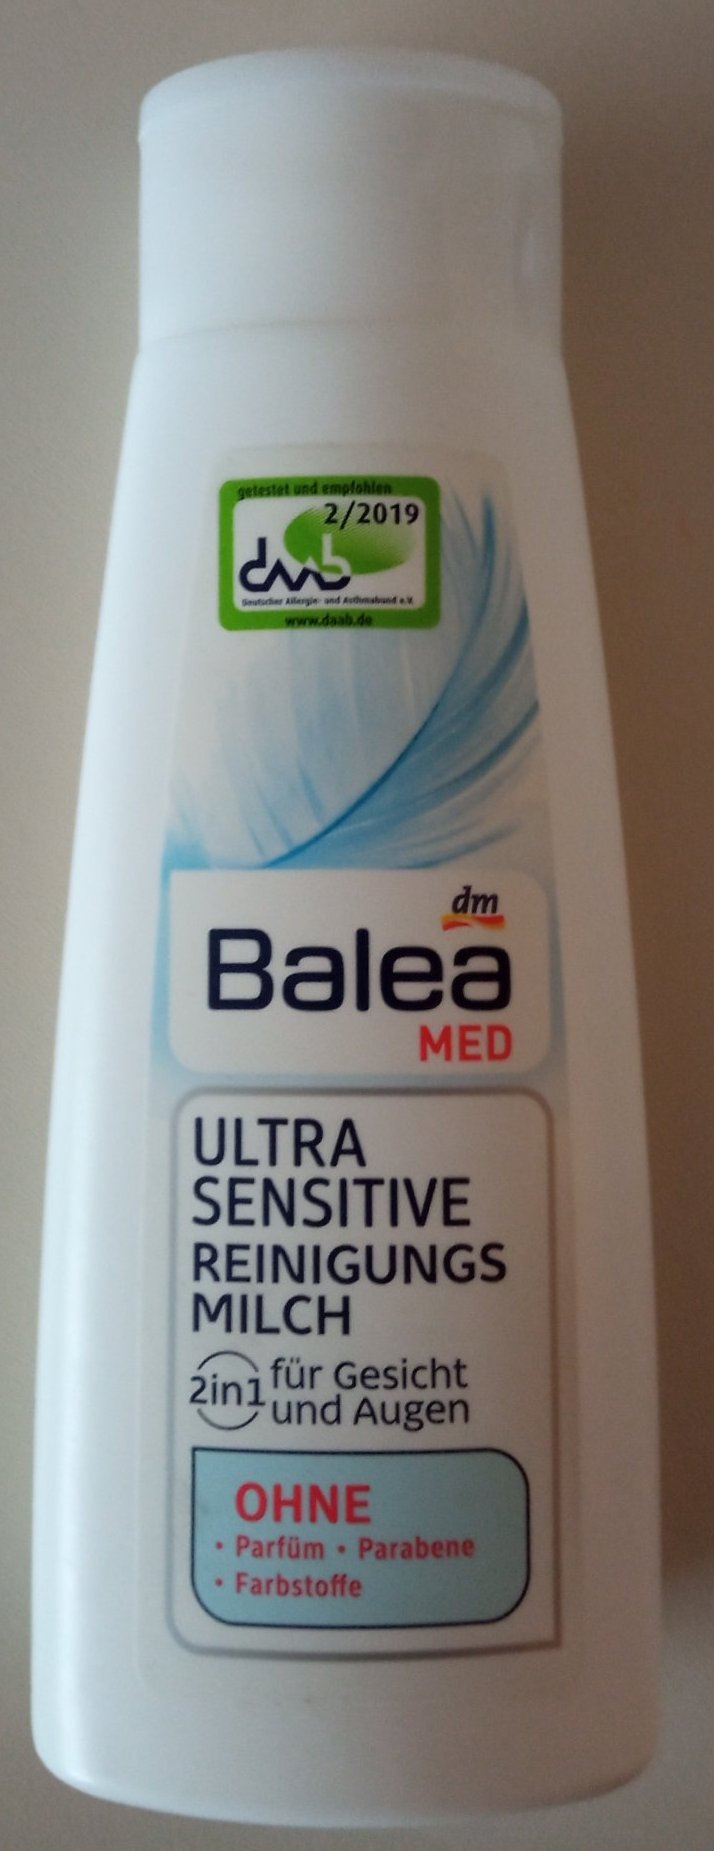 getestet und empfohlen
2/2019
daab
Deutscher Allergie- und Asthmabund e.V.
www.daab.de
dm
Balea
MED
ULTRA
SENSITIVE
REINIGUNGS
MILCH
2in1 für Gesicht
und Augen
OHNE
• Parfüm • Parabene
• Farbstoffe